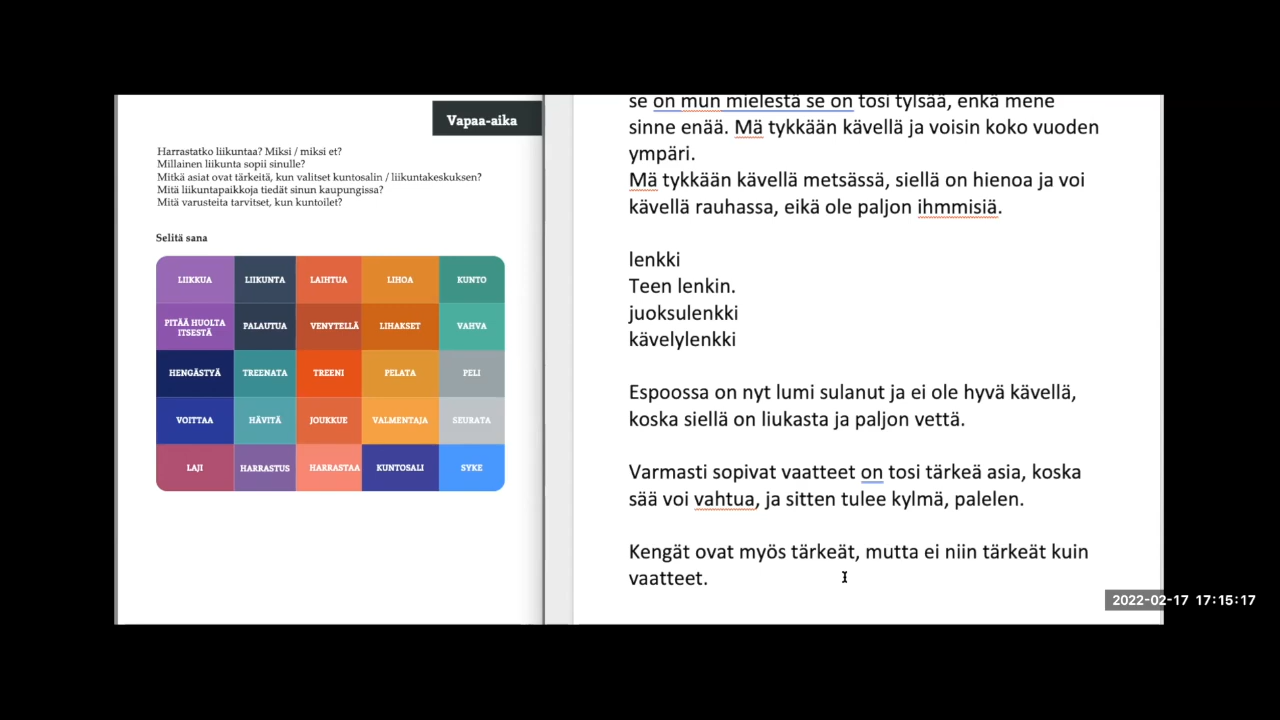 Vapaa-aika
Harrastatko liikuntaa? Miksi / miksi et?
Millainen liikunta sopii sinulle?
Mitkä asiat ovat tärkeitä, kun valitset kuntosalin / liikuntakeskuksen?
Mitä liikuntapaikkoja tiedät sinun kaupungissa?
Mitä varusteita tarvitset, kun kuntoilet?
Selitä sana
LIIKKUA LIIKUNTA LAIHTUA LIHOA KUNTO
PITÄÄ HUOLTA
ITSESTÄ PALAUTUA VENYTELLÄ LIHAKSET VAHVA
HENGÄSTYÄ TREENATA TREENI PELATA PELI
VOITTAA HÄVITÄ JOUKKUE VALMENTAJA SEURATA
LAJI HARRASTUS HARRASTAA KUNTOSALI SYKE
se on mun mielestä se on tosi tylsää, enkä mene
sinne enää. Mä tykkään kävellä ja voisin koko vuoden
ympäri.
Mä tykkään kävellä metsässä, siellä on hienoa ja voi
kävellä rauhassa, eikä ole paljon ihmmisiä.
lenkki
Teen lenkin.
juoksulenkki
kävelylenkki
Espoossa on nyt lumi sulanut ja ei ole hyvä kävellä,
koska siellä on liukasta ja paljon vettä.
Varmasti sopivat vaatteet on tosi tärkeä asia, koska
sää voi vahtua, ja sitten tulee kylmä, palelen.
Kengät ovat myös tärkeät, mutta ei niin tärkeät kuin
vaatteet.
2022-02-17 17:15:17